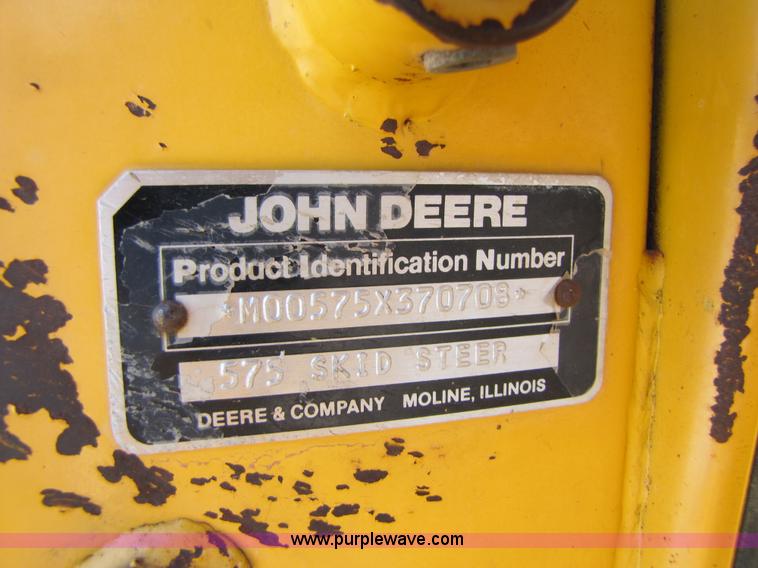 JOHN DEERE
Product Identification Number
*M00575X370708*
575 SKID STEER
DEERE & COMPANY MOLINE, ILLINOIS
www.purplewave.com